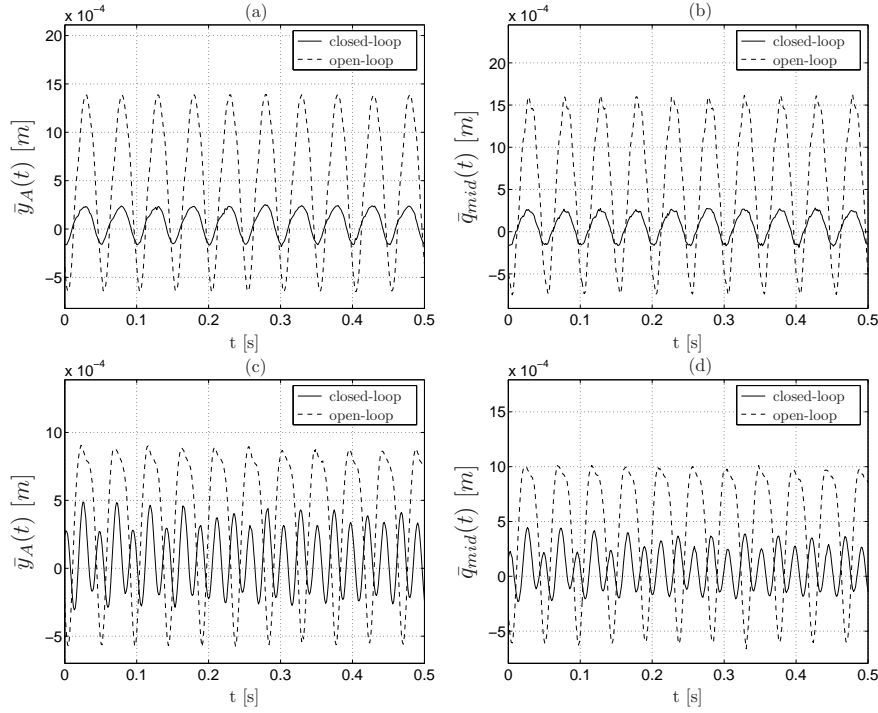 (a)
x 10⁻⁴
closed-loop
open-loop
20
15
10
5
0
−5
ȳ_A(t) [m]
0 0.1 0.2 0.3 0.4 0.5
t [s]
(b)
x 10⁻⁴
closed-loop
open-loop
20
15
10
5
0
−5
q̄_mid(t) [m]
0 0.1 0.2 0.3 0.4 0.5
t [s]
(c)
x 10⁻⁴
closed-loop
open-loop
10
5
0
−5
ȳ_A(t) [m]
0 0.1 0.2 0.3 0.4 0.5
t [s]
(d)
x 10⁻⁴
closed-loop
open-loop
15
10
5
0
−5
q̄_mid(t) [m]
0 0.1 0.2 0.3 0.4 0.5
t [s]